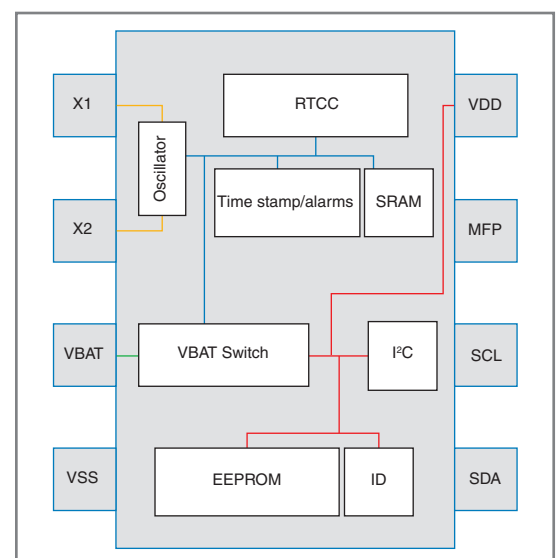 X1
RTCC
VDD
Oscillator
Time stamp/alarms
SRAM
X2
MFP
VBAT
VBAT Switch
I²C
SCL
VSS
EEPROM
ID
SDA